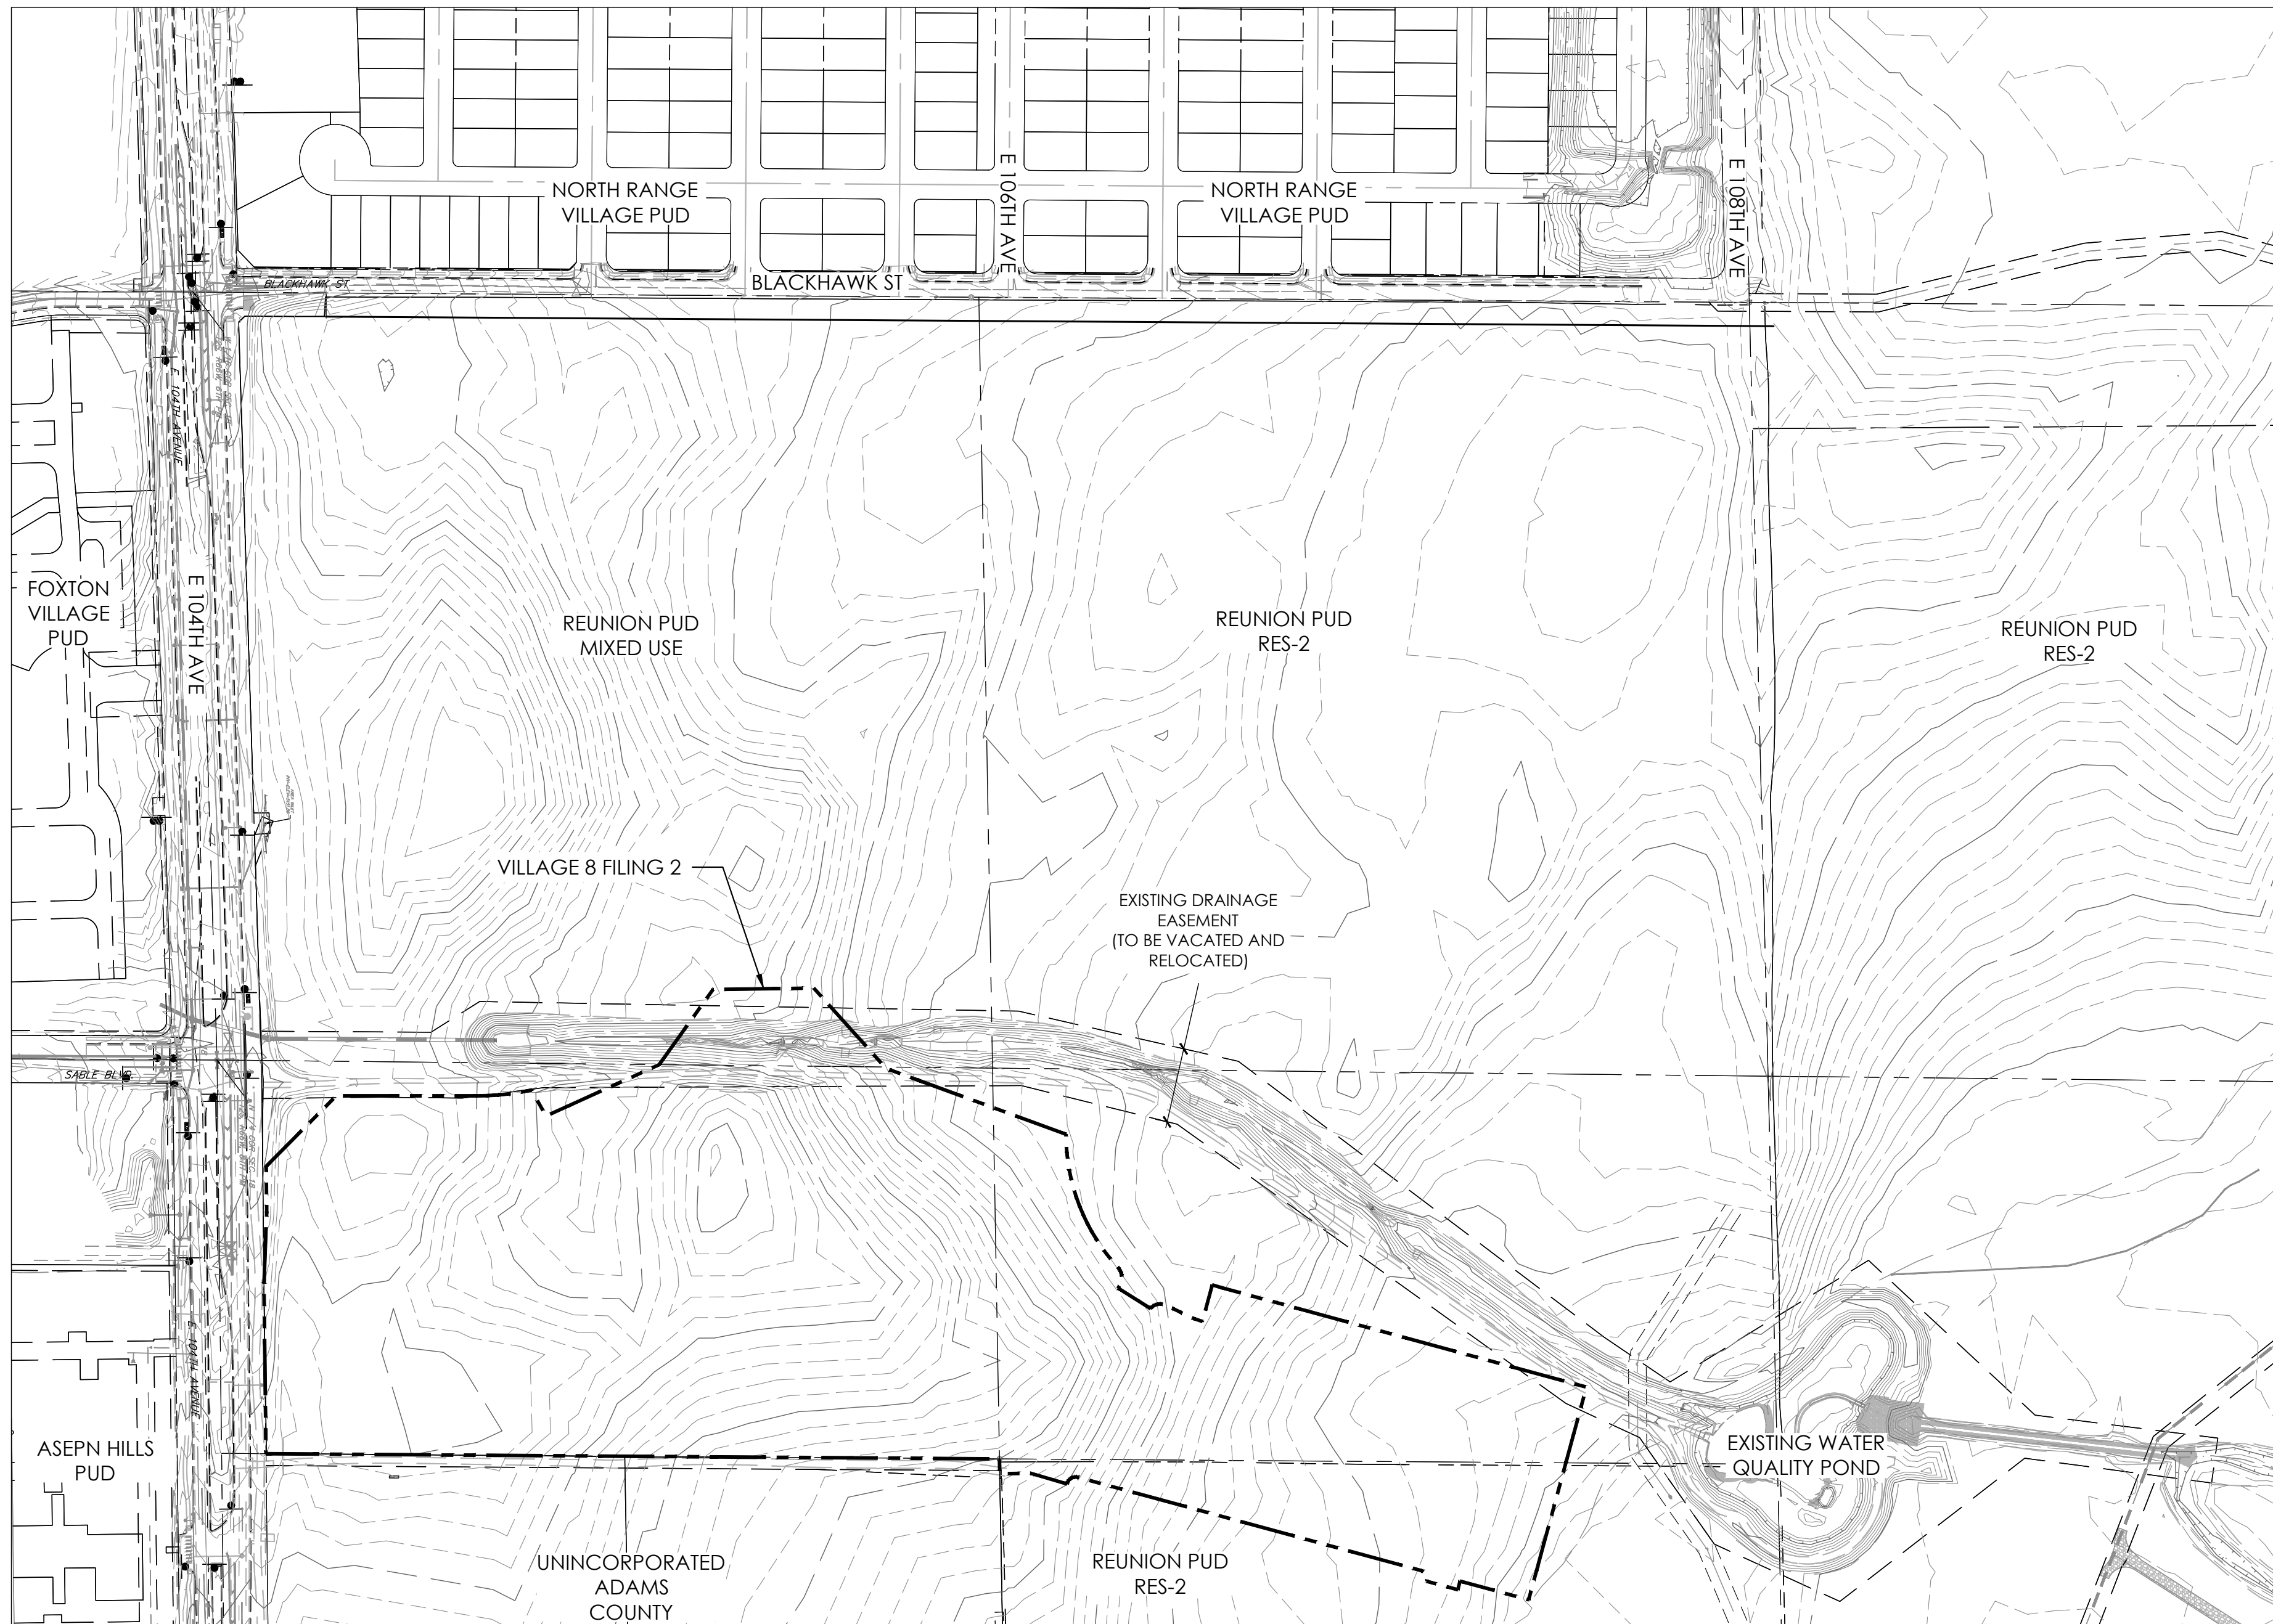 NORTH RANGE
VILLAGE PUD
E 106TH AVE
NORTH RANGE
VILLAGE PUD
E 108TH AVE
BLACKHAWK ST
BLACKHAWK ST
E 104TH AVENUE
FOXTON
VILLAGE
PUD
E 104TH AVE
REUNION PUD
MIXED USE
REUNION PUD
RES-2
REUNION PUD
RES-2
VILLAGE 8 FILING 2
EXISTING DRAINAGE
EASEMENT
(TO BE VACATED AND
RELOCATED)
SABLE BLVD.
E 104TH AVENUE
ASEPN HILLS
PUD
EXISTING WATER
QUALITY POND
UNINCORPORATED
ADAMS
COUNTY
REUNION PUD
RES-2